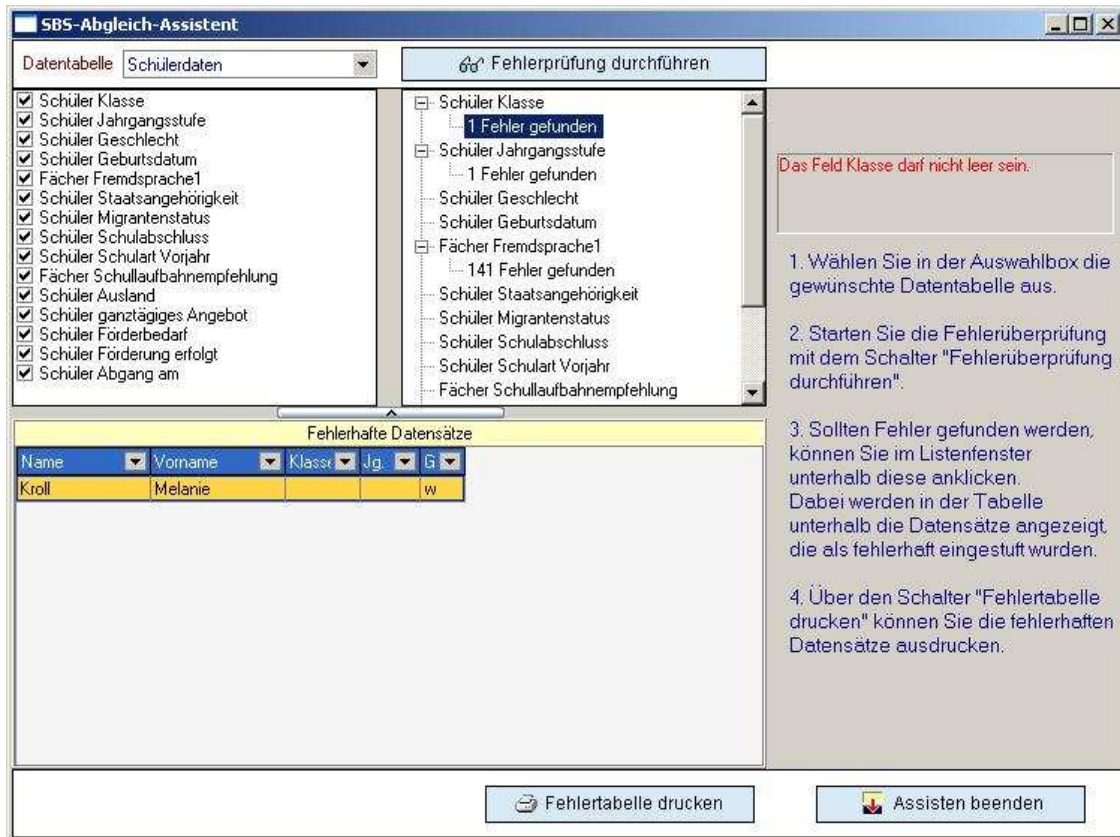 SBS-Abgleich-Assistent
Datentabelle Schülerdaten
Fehlerprüfung durchführen
Schüler Klasse
Schüler Jahrgangsstufe
Schüler Geschlecht
Schüler Geburtsdatum
Fächer Fremdsprache1
Schüler Staatsangehörigkeit
Schüler Migrantenstatus
Schüler Schulabschluss
Schüler Schulart Vorjahr
Fächer Schullaufbahnempfehlung
Schüler Ausland
Schüler ganztägiges Angebot
Schüler Förderbedarf
Schüler Förderung erfolgt
Schüler Abgang am
Schüler Klasse
1 Fehler gefunden
Schüler Jahrgangsstufe
1 Fehler gefunden
Schüler Geschlecht
Schüler Geburtsdatum
Fächer Fremdsprache1
141 Fehler gefunden
Schüler Staatsangehörigkeit
Schüler Migrantenstatus
Schüler Schulabschluss
Schüler Schulart Vorjahr
Fächer Schullaufbahnempfehlung
Das Feld Klasse darf nicht leer sein.
1. Wählen Sie in der Auswahlbox die
gewünschte Datentabelle aus.
2. Starten Sie die Fehlerüberprüfung
mit dem Schalter "Fehlerüberprüfung
durchführen".
3. Sollten Fehler gefunden werden,
können Sie im Listenfenster
unterhalb diese anklicken.
Dabei werden in der Tabelle
unterhalb die Datensätze angezeigt,
die als fehlerhaft eingestuft wurden.
4. Über den Schalter "Fehlertabelle
drucken" können Sie die fehlerhaften
Datensätze ausdrucken.
Fehlerhafte Datensätze
Name Vorname Klasse Jg. G
Kroll Melanie w
Fehlertabelle drucken
Assisten beenden